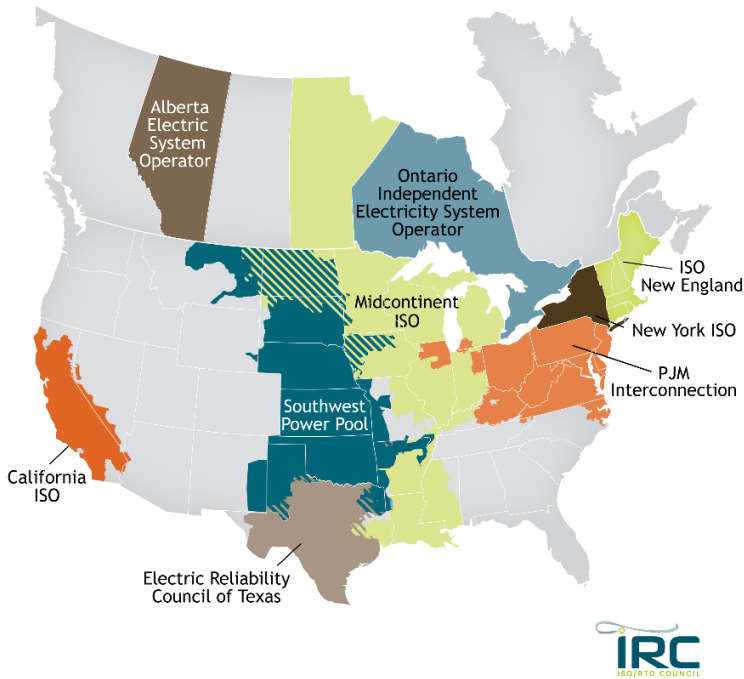 Alberta
Electric
System
Operator
Ontario
Independent
Electricity System
Operator
ISO
New England
Midcontinent
ISO
New York ISO
PJM
Interconnection
Southwest
Power Pool
California
ISO
Electric Reliability
Council of Texas
IRC
ISO/RTO COUNCIL